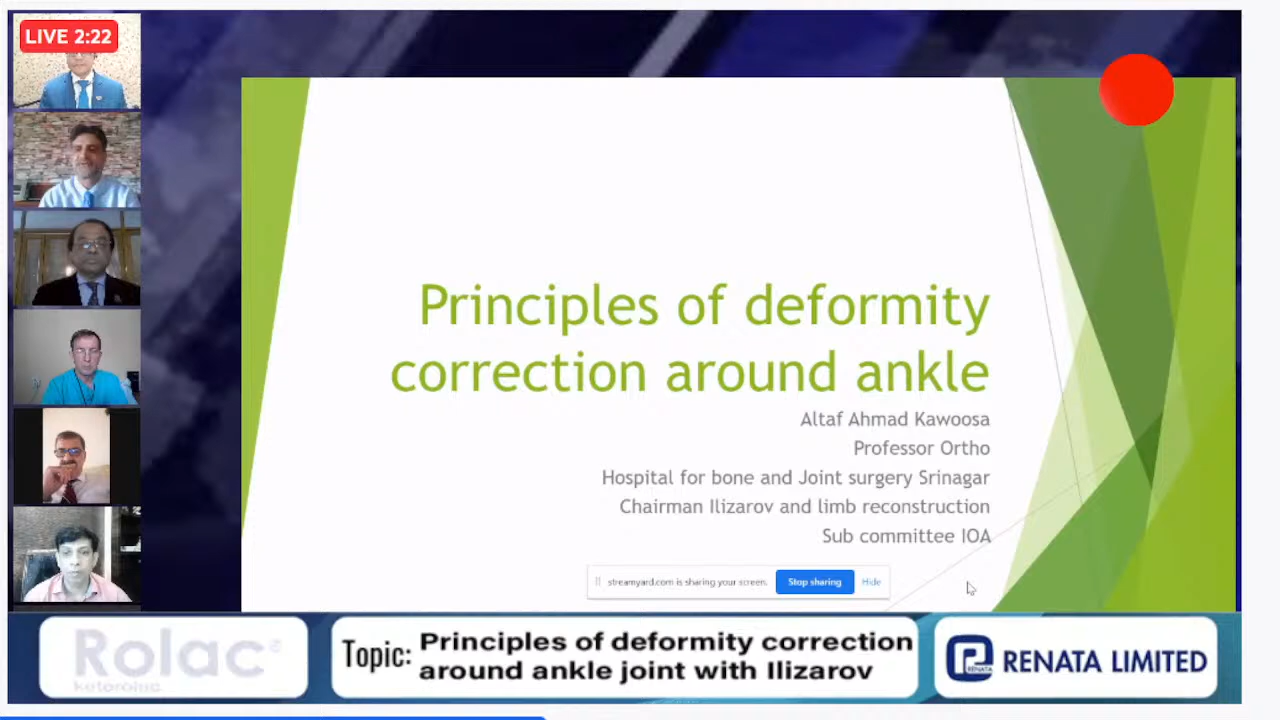 LIVE 2:22
Principles of deformity
correction around ankle
Altaf Ahmad Kawoosa
Professor Ortho
Hospital for bone and Joint surgery Srinagar
Chairman Ilizarov and limb reconstruction
Sub committee IOA
streamyard.com is sharing your screen.
Stop sharing
Hide
Rolac
Topic: Principles of deformity correction
around ankle joint with Ilizarov
RENATA
RENATA LIMITED